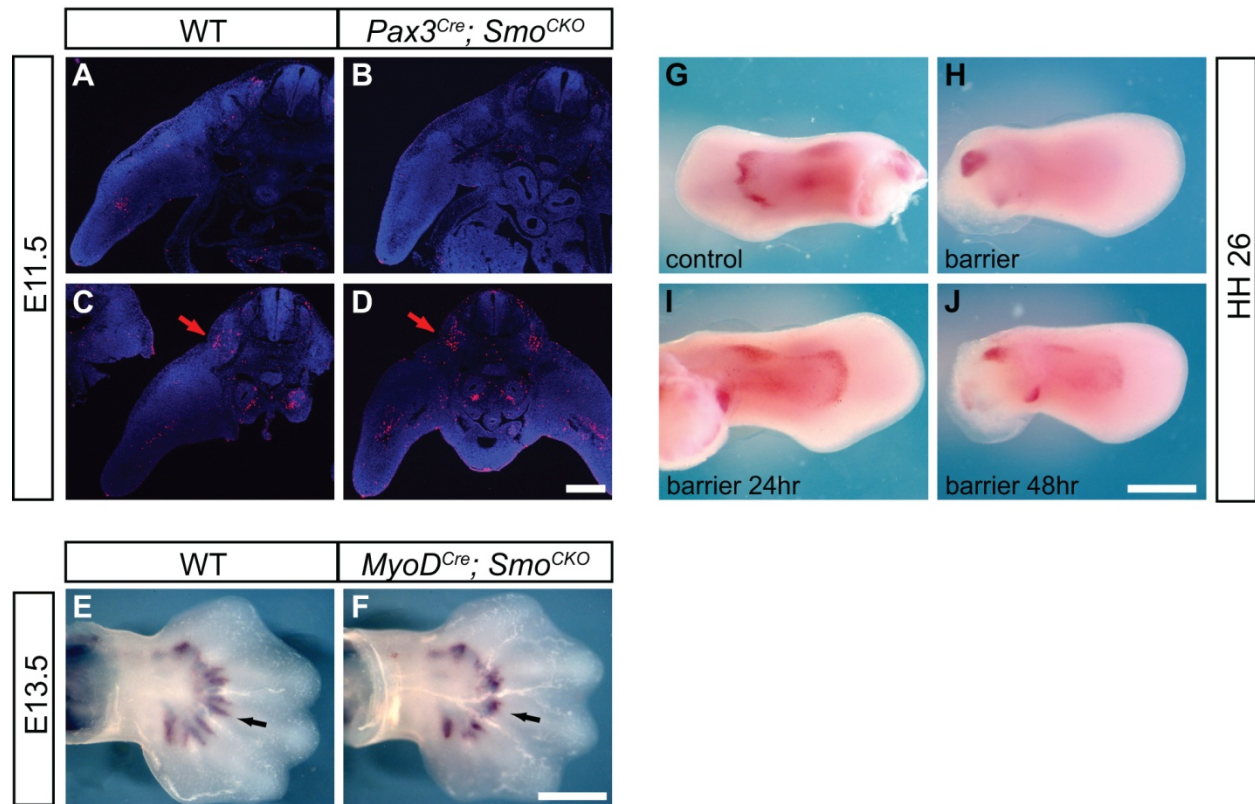 WT
Pax3Cre; SmoCKO
E11.5
A
B
C
D
WT
MyoDCre; SmoCKO
E13.5
E
F
G
control
H
barrier
I
barrier 24hr
J
barrier 48hr
HH 26